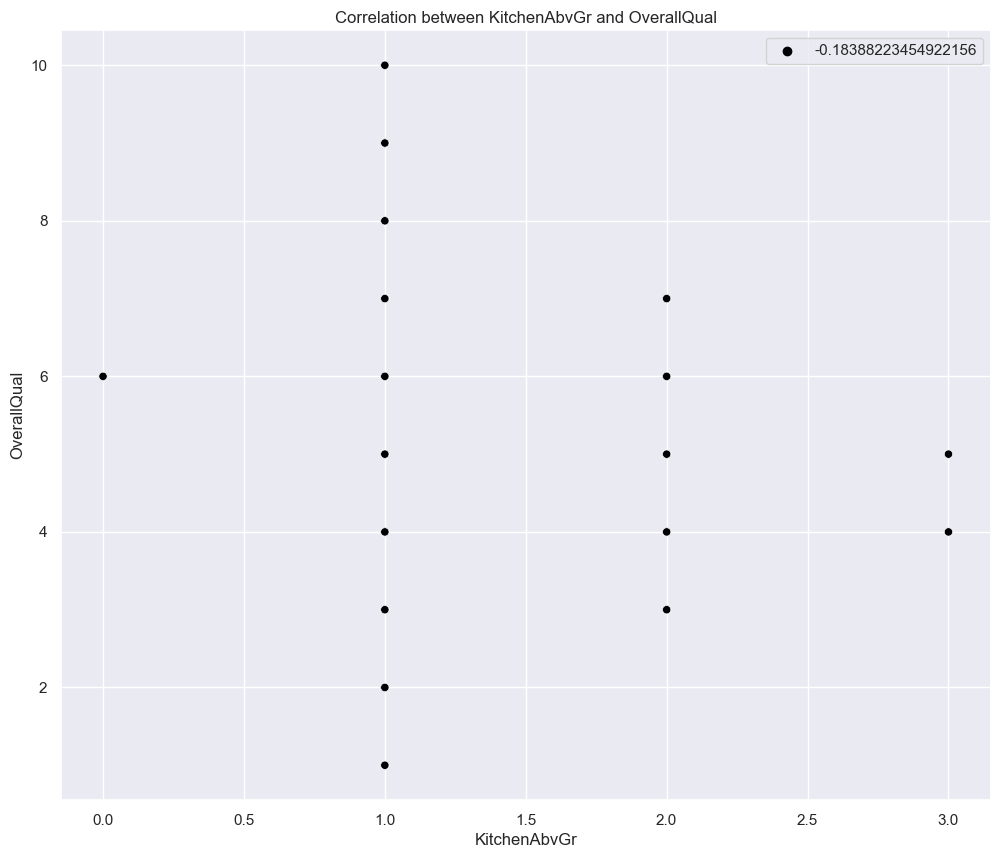 Correlation between KitchenAbvGr and OverallQual
-0.18388223454922156
10
8
6
4
2
OverallQual
0.0 0.5 1.0 1.5 2.0 2.5 3.0
KitchenAbvGr